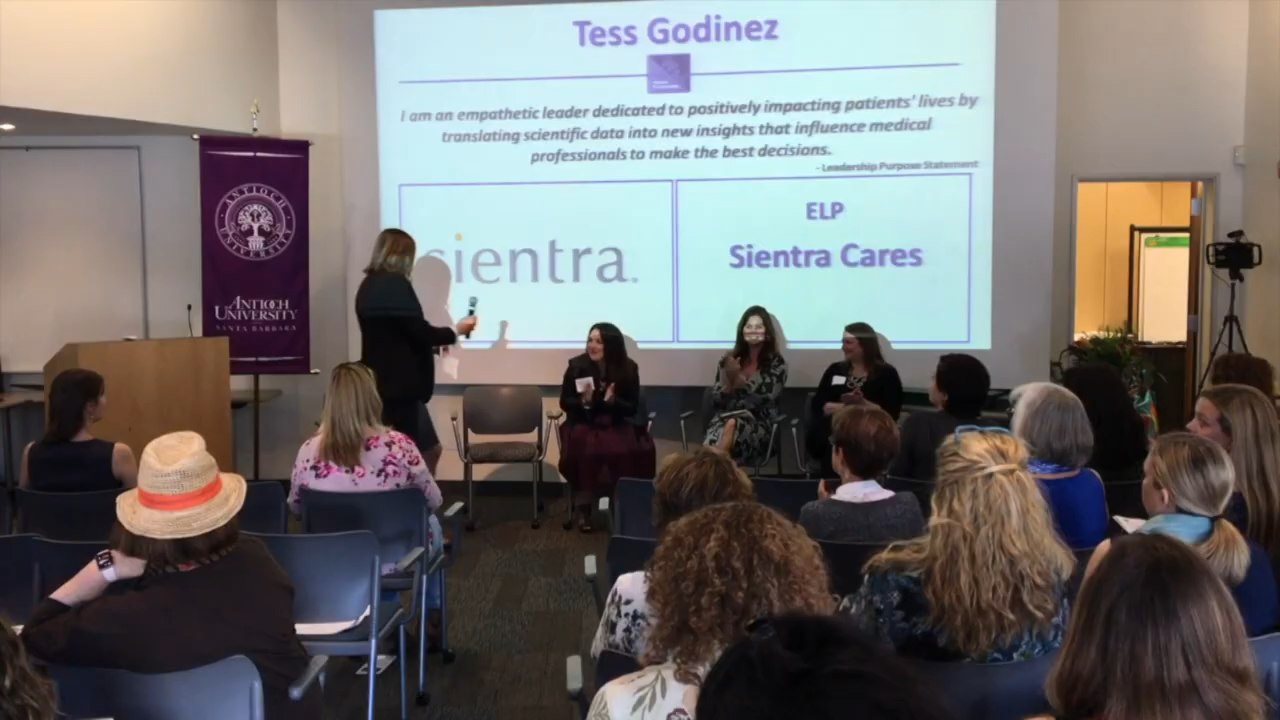 Tess Godinez
I am an empathetic leader dedicated to positively impacting patients' lives by
translating scientific data into new insights that influence medical
professionals to make the best decisions.
- Leadership Purpose Statement
sientra.
ELP
Sientra Cares
ANTIOCH
UNIVERSITY
ANTIOCH
UNIVERSITY
SANTA BARBARA